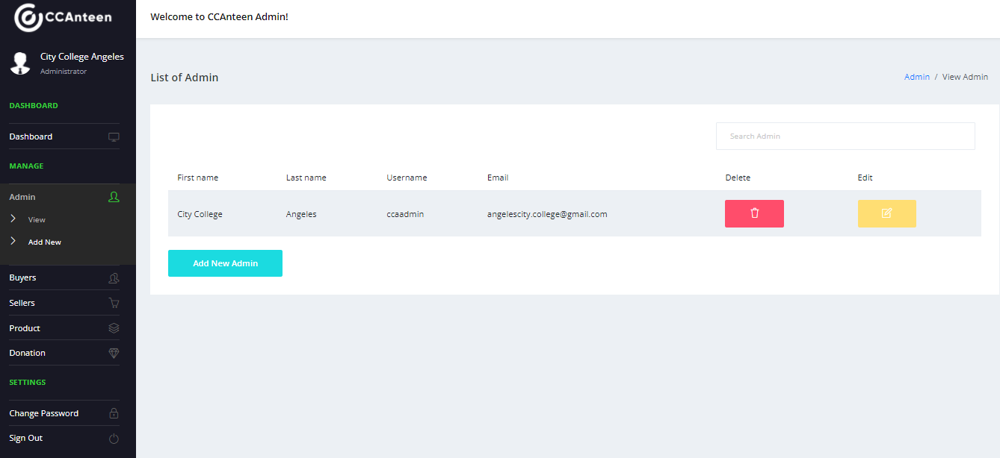 CCAnteen
Welcome to CCAnteen Admin!
City College Angeles
Administrator
DASHBOARD
Dashboard
MANAGE
Admin
View
Add New
Buyers
Sellers
Product
Donation
SETTINGS
Change Password
Sign Out
List of Admin
Admin / View Admin
Search Admin
First name Last name Username Email Delete Edit
City College Angeles ccaadmin angelescity.college@gmail.com
Add New Admin